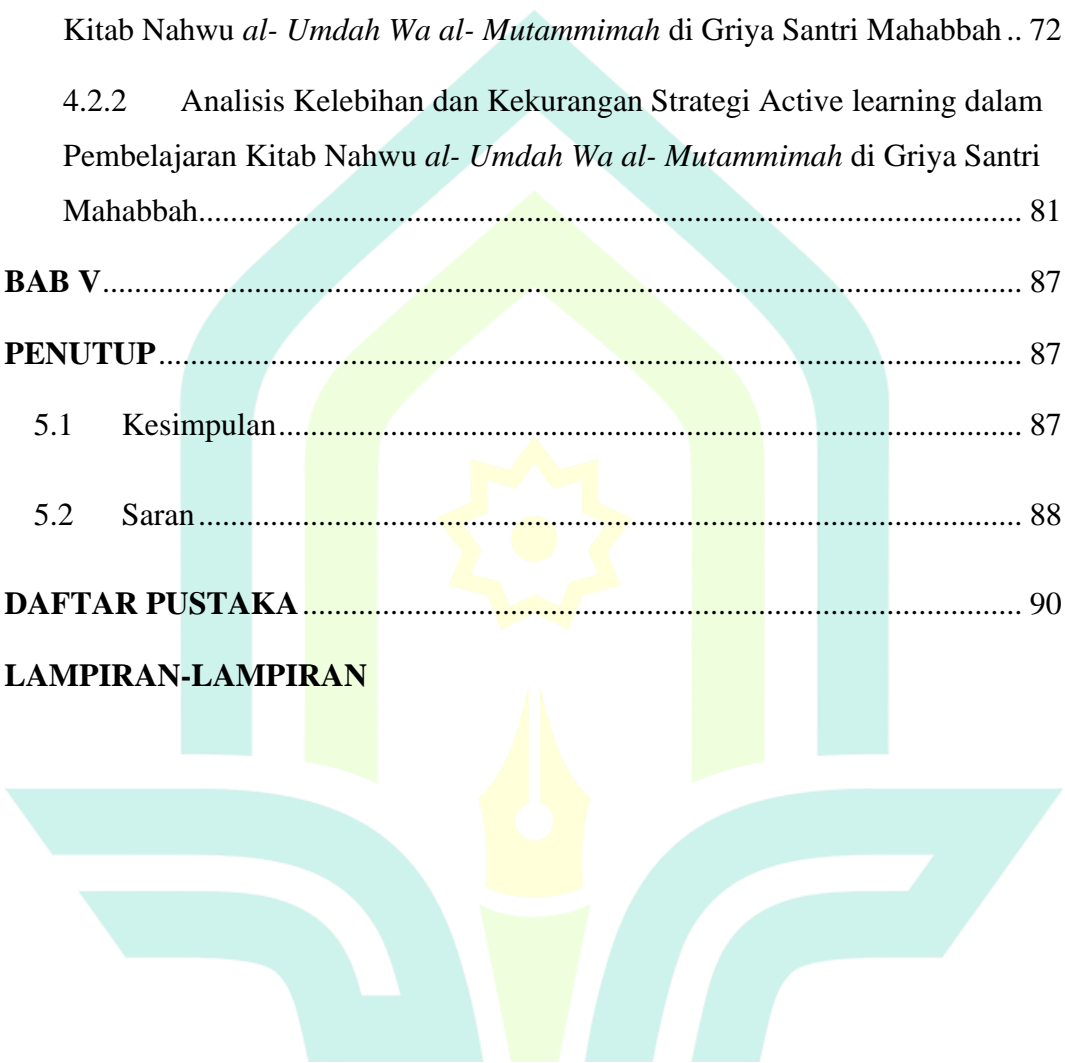 Kitab Nahwu al- Umdah Wa al- Mutammimah di Griya Santri Mahabbah .. 72
4.2.2 Analisis Kelebihan dan Kekurangan Strategi Active learning dalam
Pembelajaran Kitab Nahwu al- Umdah Wa al- Mutammimah di Griya Santri
Mahabbah.......................................................................................................... 81
BAB V.................................................................................................................... 87
PENUTUP............................................................................................................. 87
5.1 Kesimpulan.............................................................................................. 87
5.2 Saran........................................................................................................ 88
DAFTAR PUSTAKA.......................................................................................... 90
LAMPIRAN-LAMPIRAN